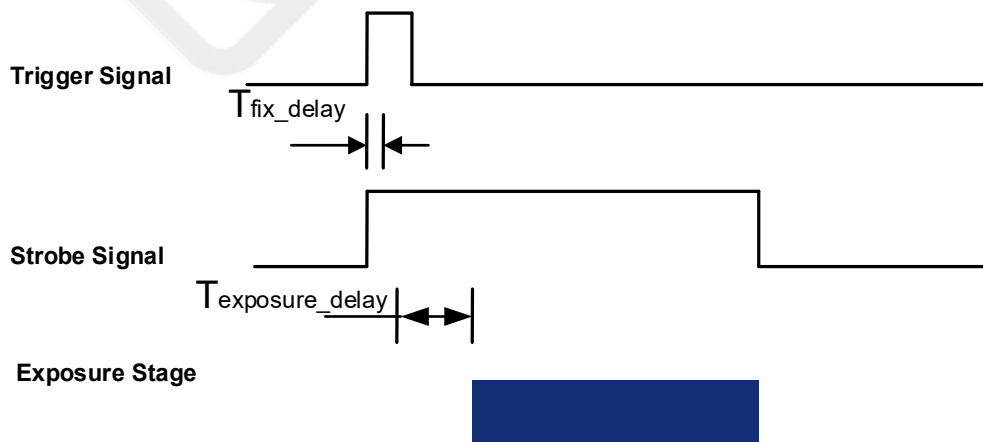 Trigger Signal
Tfix_delay
Strobe Signal
Texposure_delay
Exposure Stage